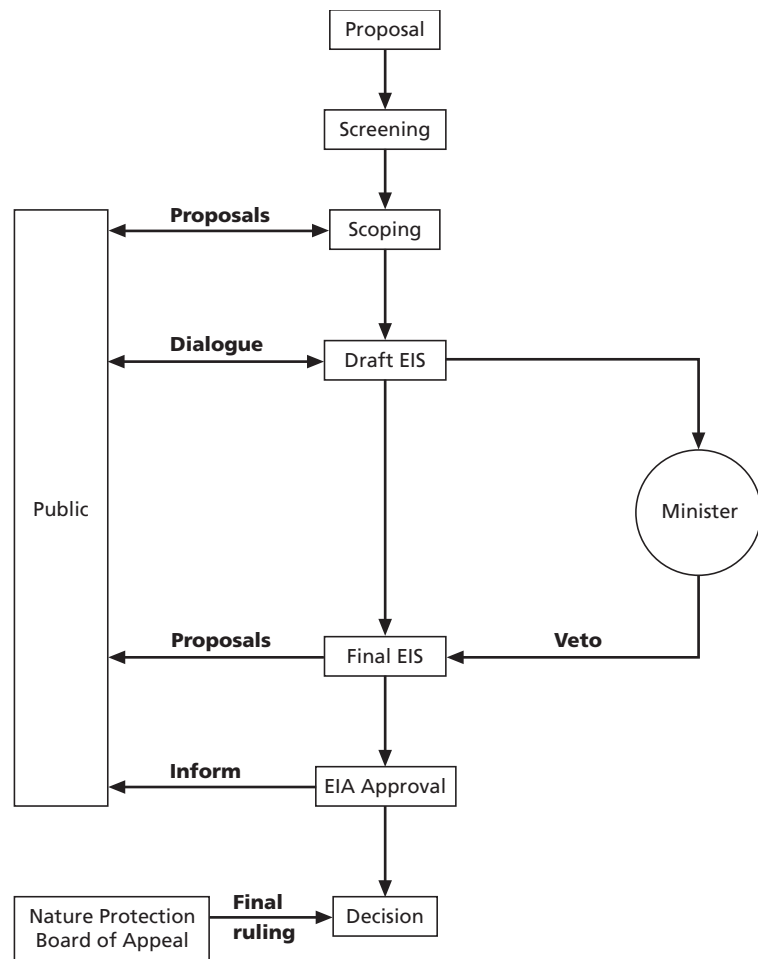 Proposal
Screening
Proposals
Scoping
Dialogue
Draft EIS
Public
Minister
Proposals
Final EIS
Veto
Inform
EIA Approval
Nature Protection
Board of Appeal
Final
ruling
Decision